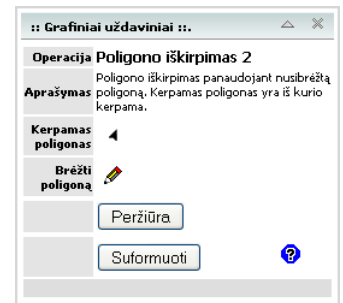 :: Grafiniai uždaviniai ::.
Operacija Poligono iškirpimas 2
Poligono iškirpimas panaudojant nusibrėžtą
Aprašymas poligoną. Kerpamas poligonas yra iš kurio
kerpama.
Kerpamas
poligonas
Brėžti
poligoną
Peržiūra
Suformuoti